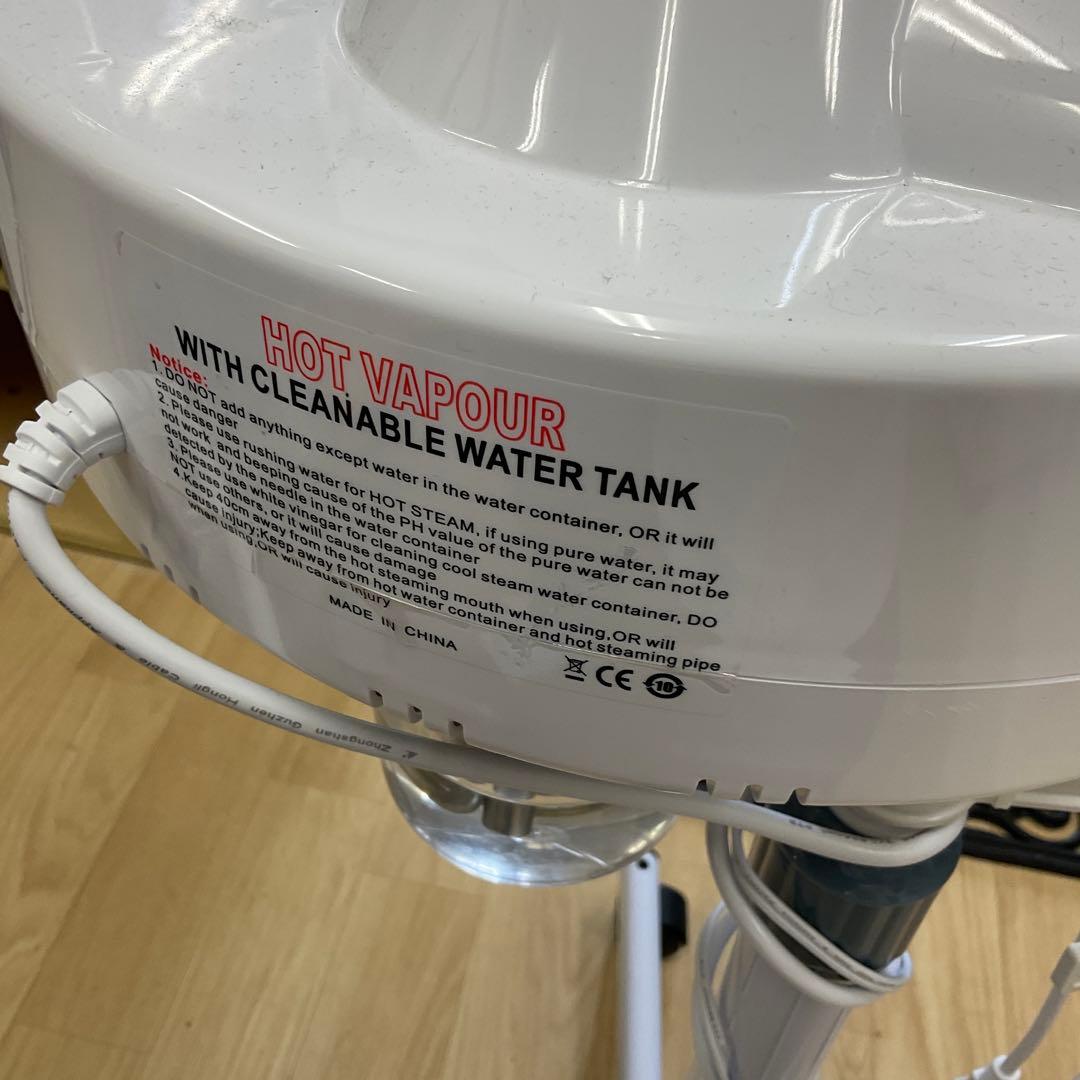 HOT VAPOUR
WITH CLEANABLE WATER TANK
Notice:
1. DO NOT add anything except water in the water container, OR it will
cause danger
2. Please use rushing water for HOT STEAM, if using pure water, it may
not work and beeping cause of the PH value of the pure water can not be
detected by the needle in the water container
3. Please use white vinegar for cleaning cool steam water container, DO
NOT use others, or it will cause damage
4.Keep 40cm away from the hot steaming mouth when using,OR will
cause injury;Keep away from hot water container and hot steaming pipe
when using,OR will cause injury
MADE IN CHINA
CE 10
Zhongshan Guzhen Hongli Cable &